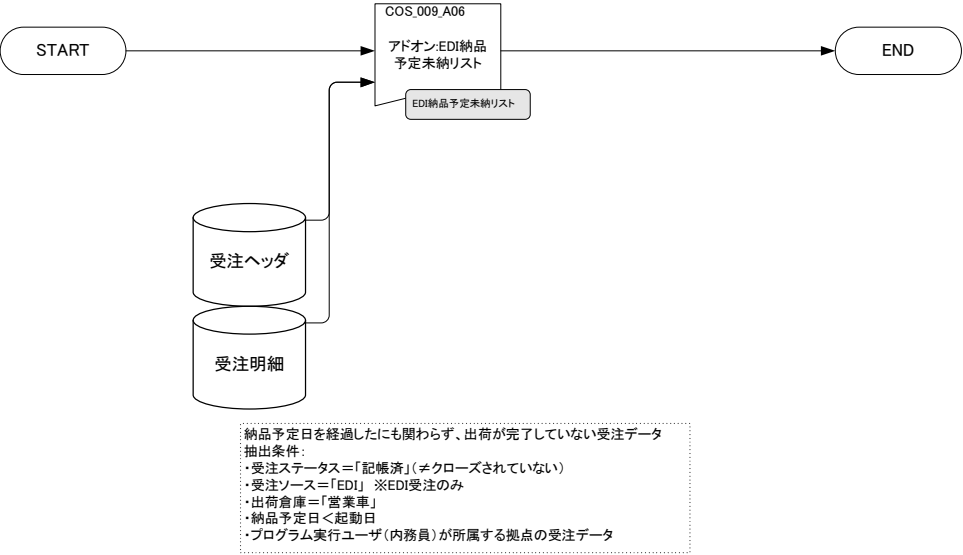 START
COS_009_A06
アドオン:EDI納品
予定未納リスト
EDI納品予定未納リスト
END
受注ヘッダ
受注明細
納品予定日を経過したにも関わらず、出荷が完了していない受注データ
抽出条件:
・受注ステータス＝「記帳済」(≠クローズされていない)
・受注ソース＝「EDI」 ※EDI受注のみ
・出荷倉庫＝「営業車」
・納品予定日＜起動日
・プログラム実行ユーザ(内務員)が所属する拠点の受注データ